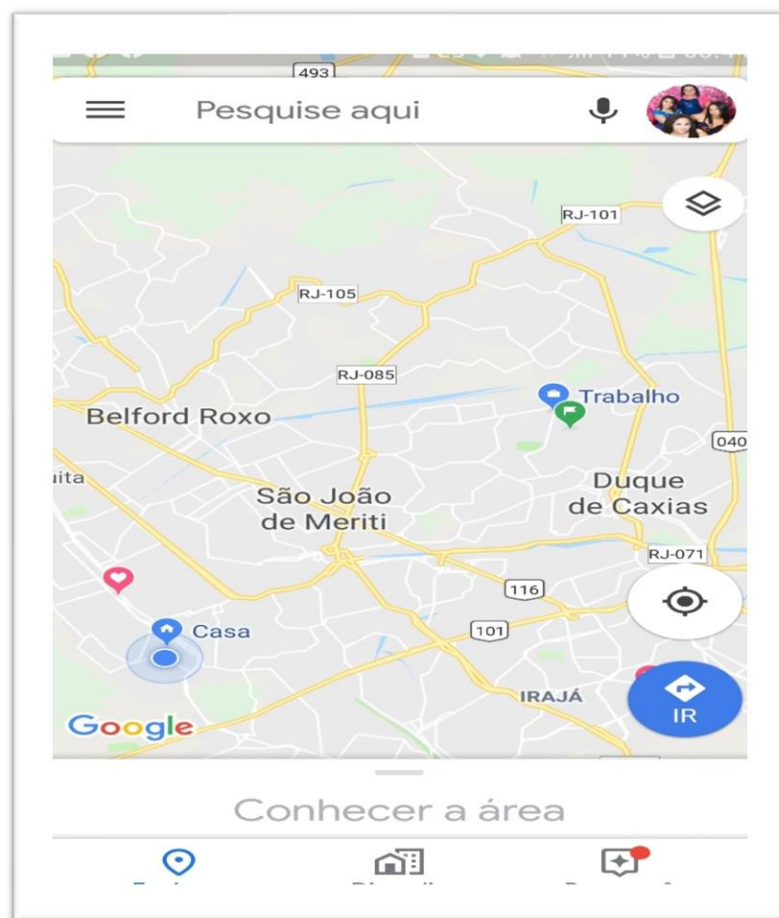 493
Pesquise aqui
RJ-101
RJ-105
RJ-085
Trabalho
Belford Roxo
040
uita
Duque
de Caxias
São João
de Meriti
RJ-071
116
Casa
101
IRAJÁ
Google
IR
Conhecer a área